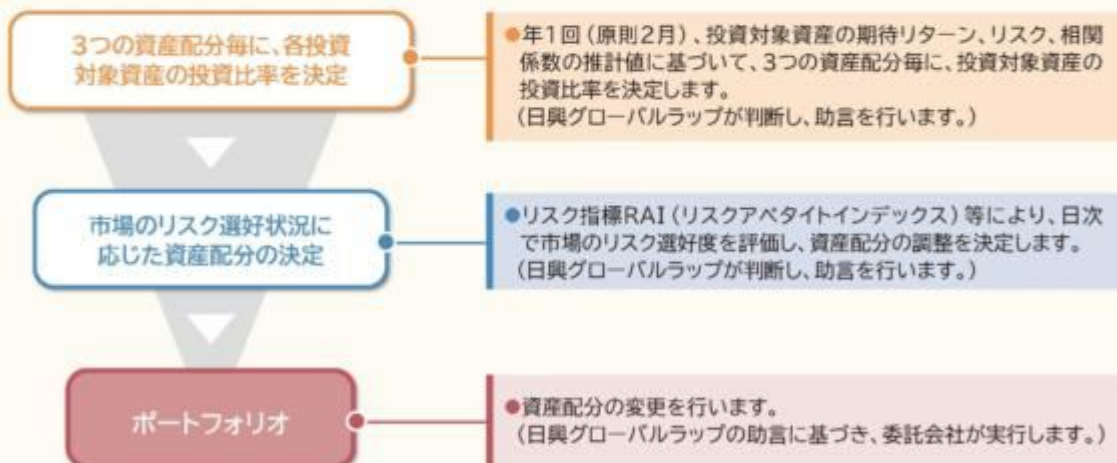 3つの資産配分毎に、各投資
対象資産の投資比率を決定
●年1回(原則2月)、投資対象資産の期待リターン、リスク、相関
係数の推計値に基づいて、3つの資産配分毎に、投資対象資産の
投資比率を決定します。
(日興グローバルラップが判断し、助言を行います。)
市場のリスク選好状況に
応じた資産配分の決定
●リスク指標RAI(リスクアペタイトインデックス)等により、日次
で市場のリスク選好度を評価し、資産配分の調整を決定します。
(日興グローバルラップが判断し、助言を行います。)
ポートフォリオ
●資産配分の変更を行います。
(日興グローバルラップの助言に基づき、委託会社が実行します。)